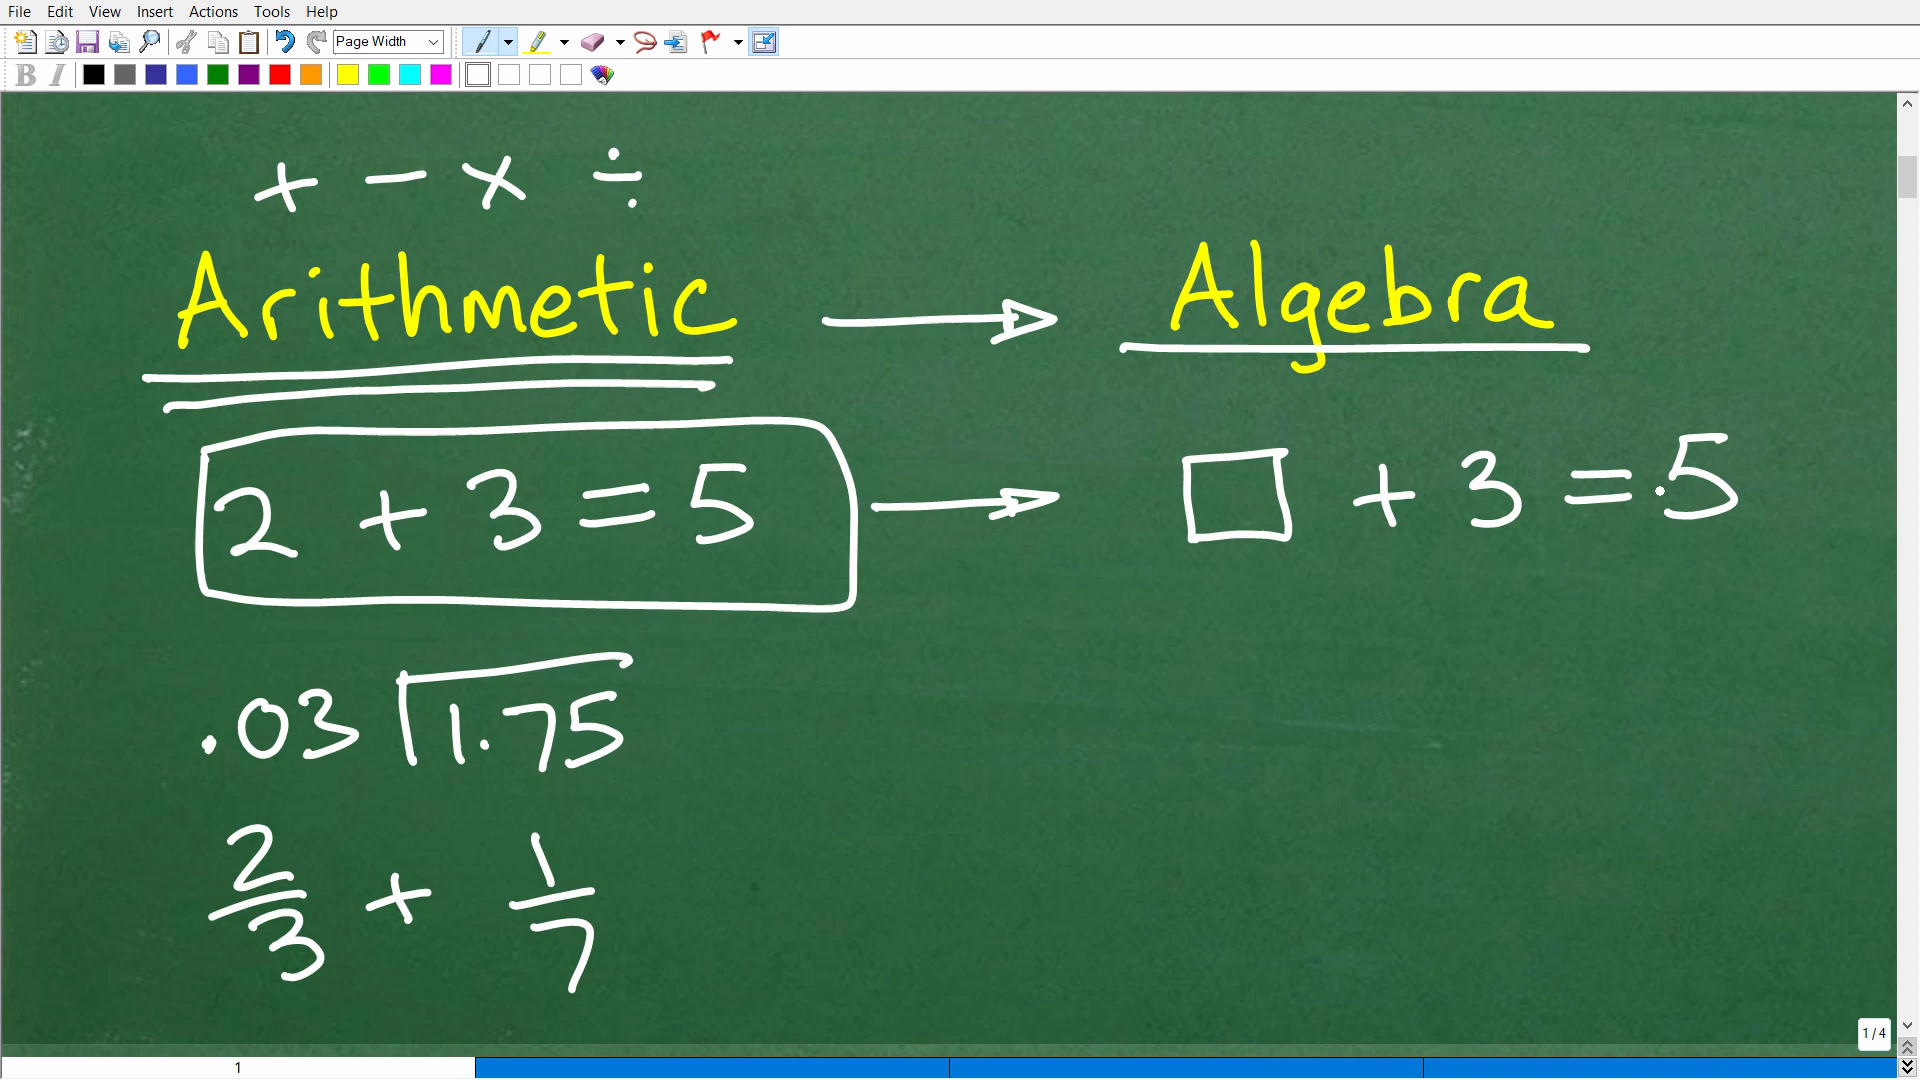 File Edit View Insert Actions Tools Help
Page Width
B I
+ − × ÷
Arithmetic → Algebra
2 + 3 = 5 → □ + 3 = 5
.03 1.75
2/3 + 1/7
1 / 4
1